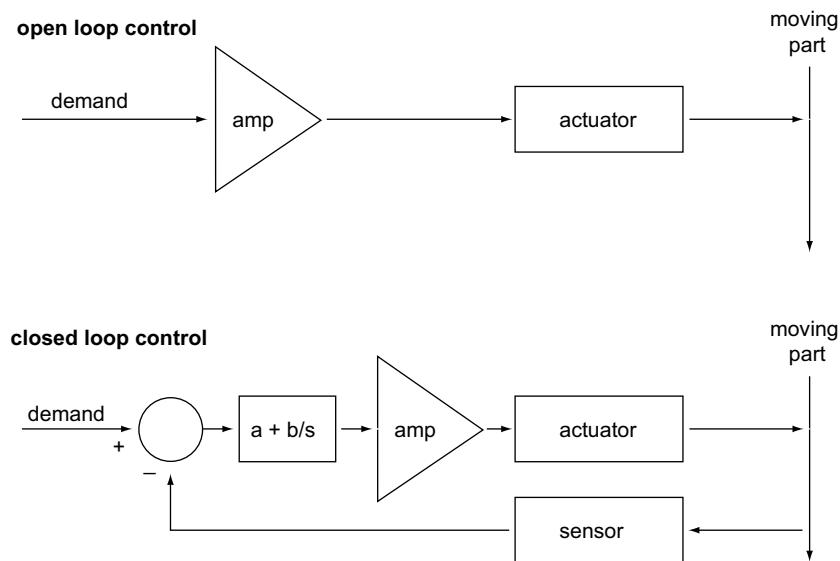 open loop control
moving
part
demand
amp
actuator
closed loop control
moving
part
demand
+
−
a + b/s
amp
actuator
sensor